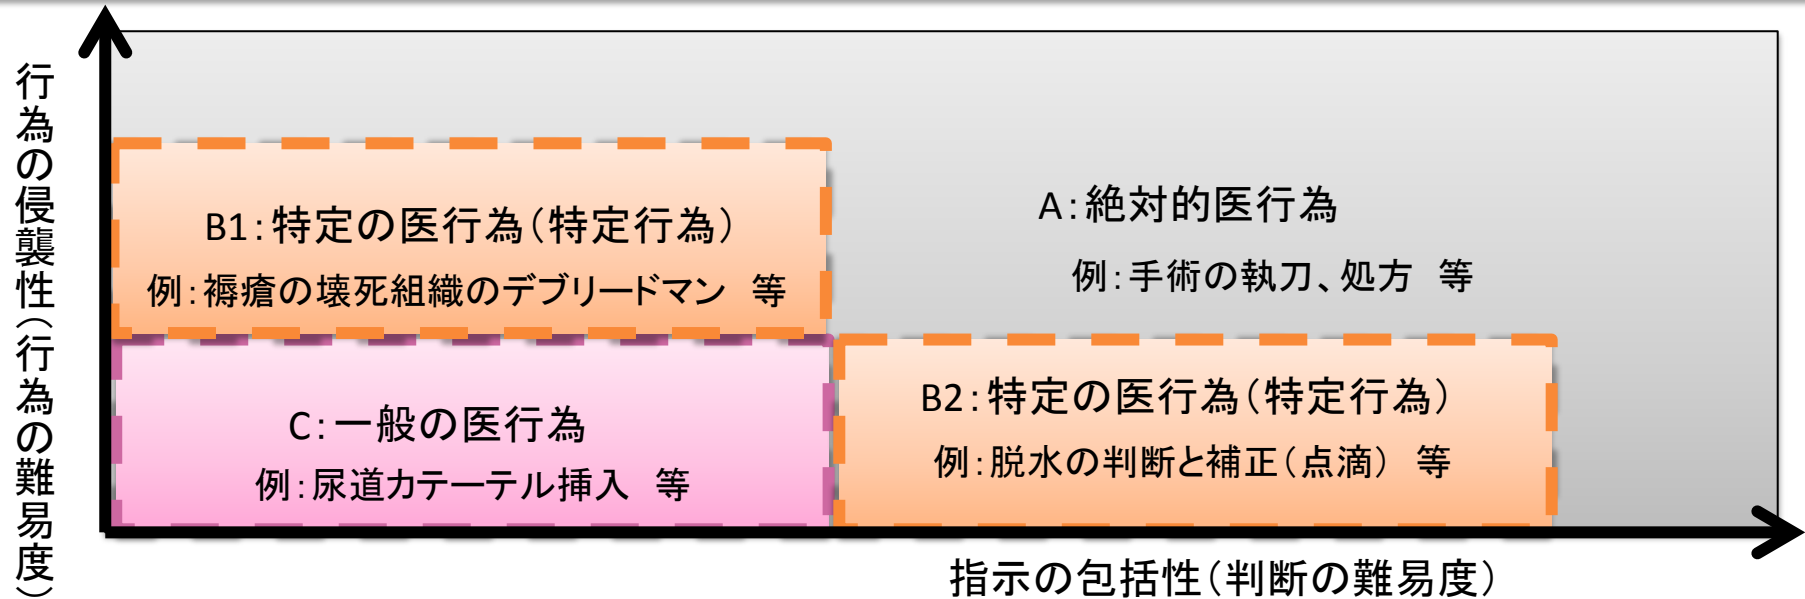 行為の侵襲性（行為の難易度）
B1：特定の医行為（特定行為）
例：褥瘡の壊死組織のデブリードマン　等
A：絶対的医行為
例：手術の執刀、処方　等
C：一般の医行為
例：尿道カテーテル挿入　等
B2：特定の医行為（特定行為）
例：脱水の判断と補正（点滴）　等
指示の包括性（判断の難易度）